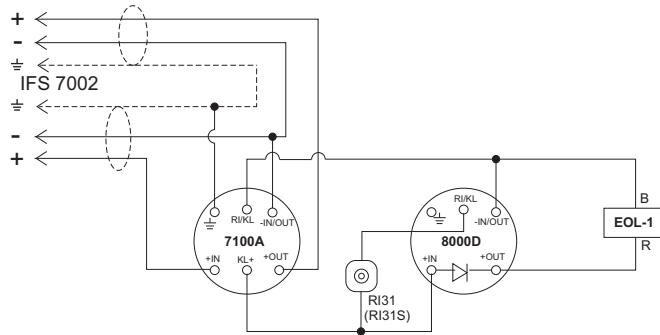 +
-
⏚
IFS 7002
⏚
-
+
RI/KL
-IN/OUT
⏚
7100A
+IN
KL+
+OUT
RI/KL
-IN/OUT
⏚
8000D
+IN
+OUT
RI31
(RI31S)
B
EOL-1
R